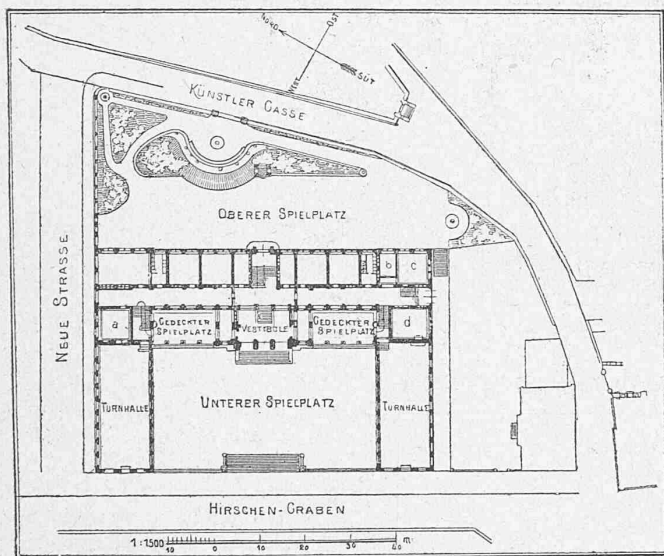 NORD
OST
WEST
SÜT
KÜNSTLER GASSE
OBERER SPIELPLATZ
NEUE STRASSE
b
c
a
GEDECKTER
SPIELPLATZ
VESTIBÜLE
GEDECKTER
SPIELPLATZ
d
TURNHALLE
UNTERER SPIELPLATZ
TURNHALLE
HIRSCHEN-GRABEN
1:1500
10 0 10 20 30 40 m.